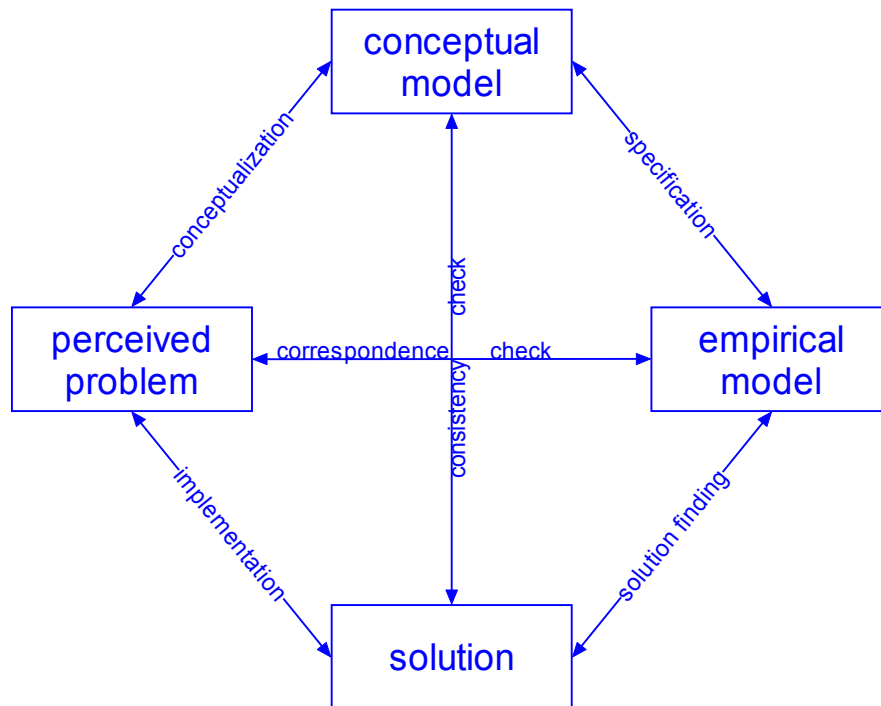 conceptual
model
conceptualization
specification
check
perceived
problem
correspondence check
empirical
model
consistency
implementation
solution finding
solution